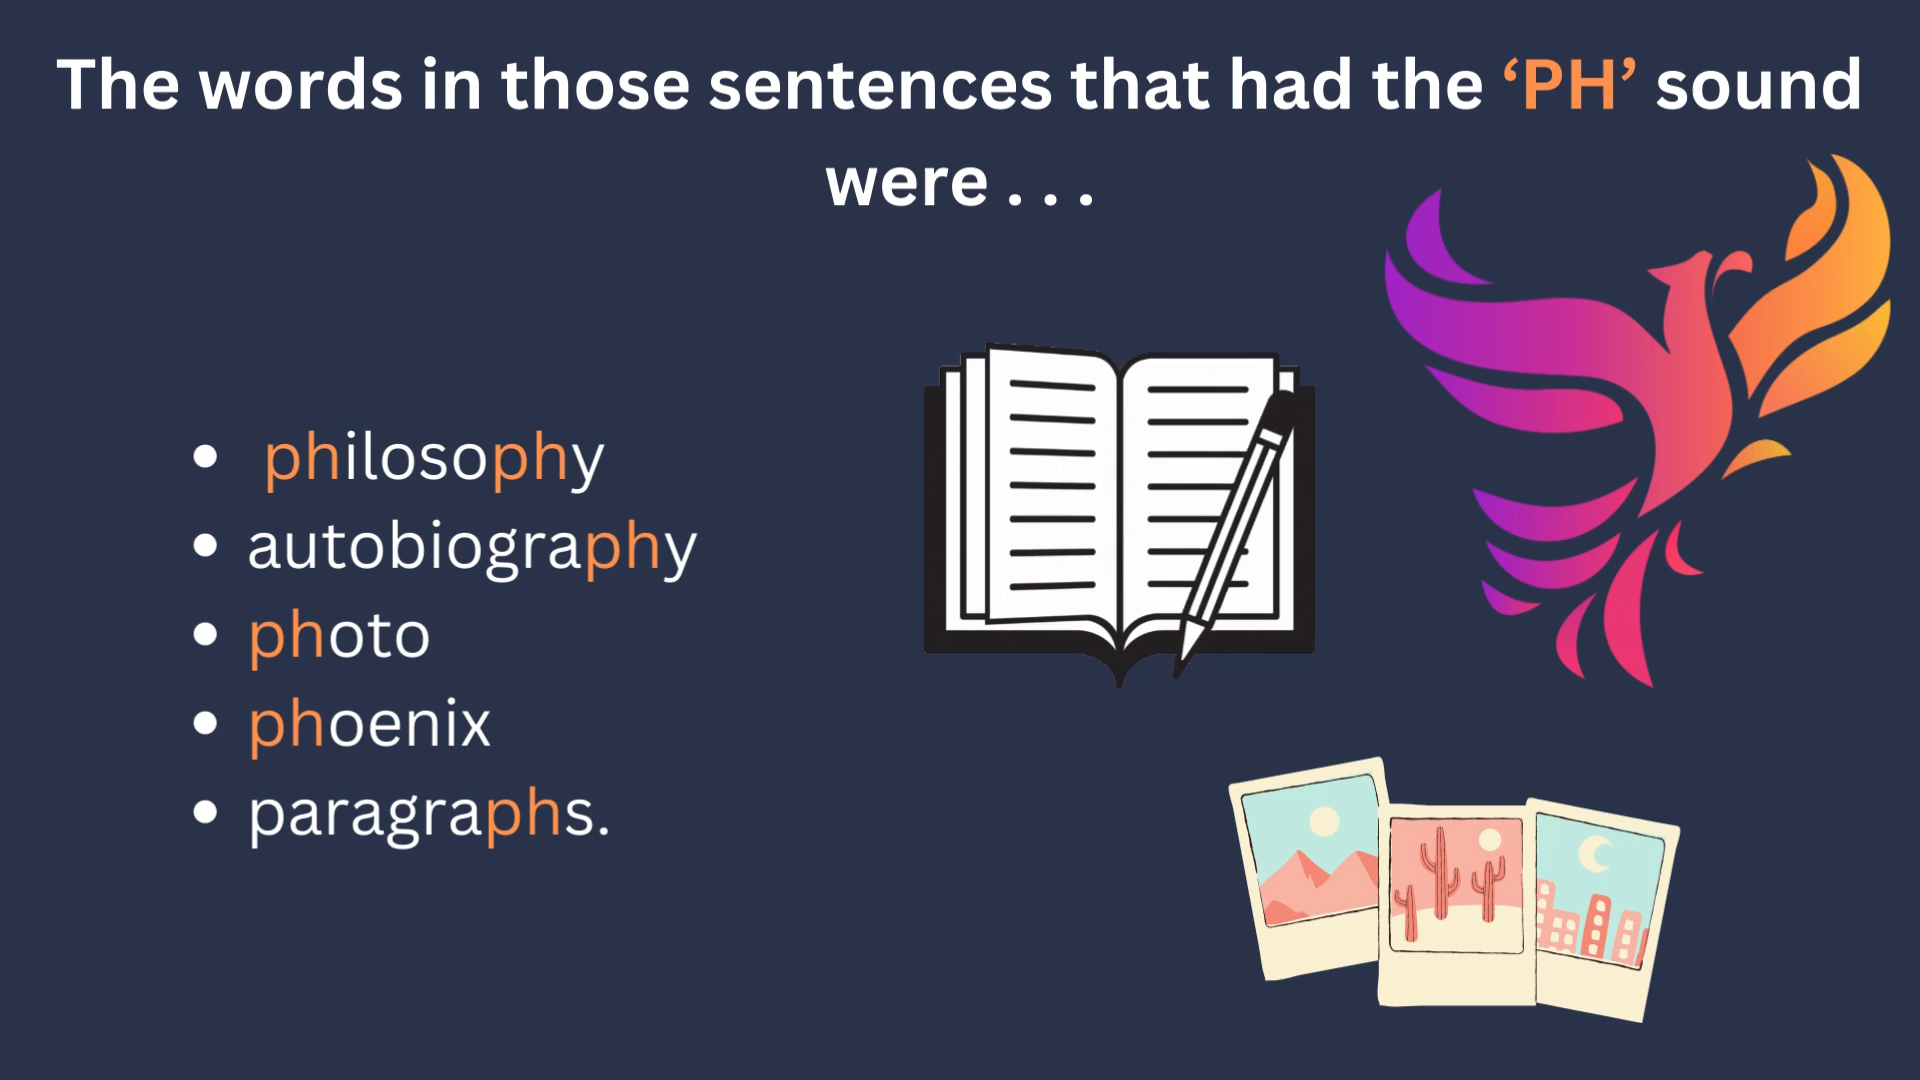 The words in those sentences that had the ‘PH’ sound
were . . .
• philosophy
• autobiography
• photo
• phoenix
• paragraphs.